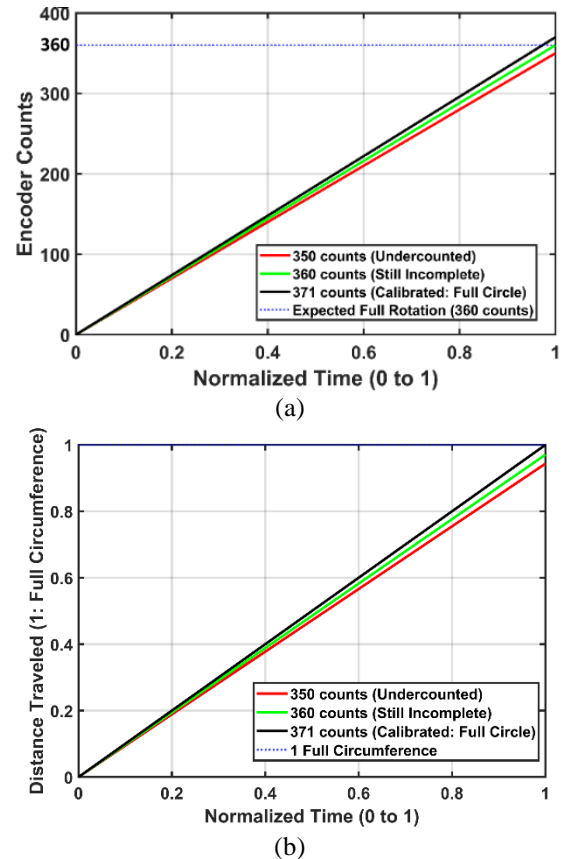 400
360
300
200
100
0
Encoder Counts
350 counts (Undercounted)
360 counts (Still Incomplete)
371 counts (Calibrated: Full Circle)
Expected Full Rotation (360 counts)
0 0.2 0.4 0.6 0.8 1
Normalized Time (0 to 1)
(a)
1
0.8
0.6
0.4
0.2
0
Distance Traveled (1: Full Circumference)
350 counts (Undercounted)
360 counts (Still Incomplete)
371 counts (Calibrated: Full Circle)
1 Full Circumference
0 0.2 0.4 0.6 0.8 1
Normalized Time (0 to 1)
(b)